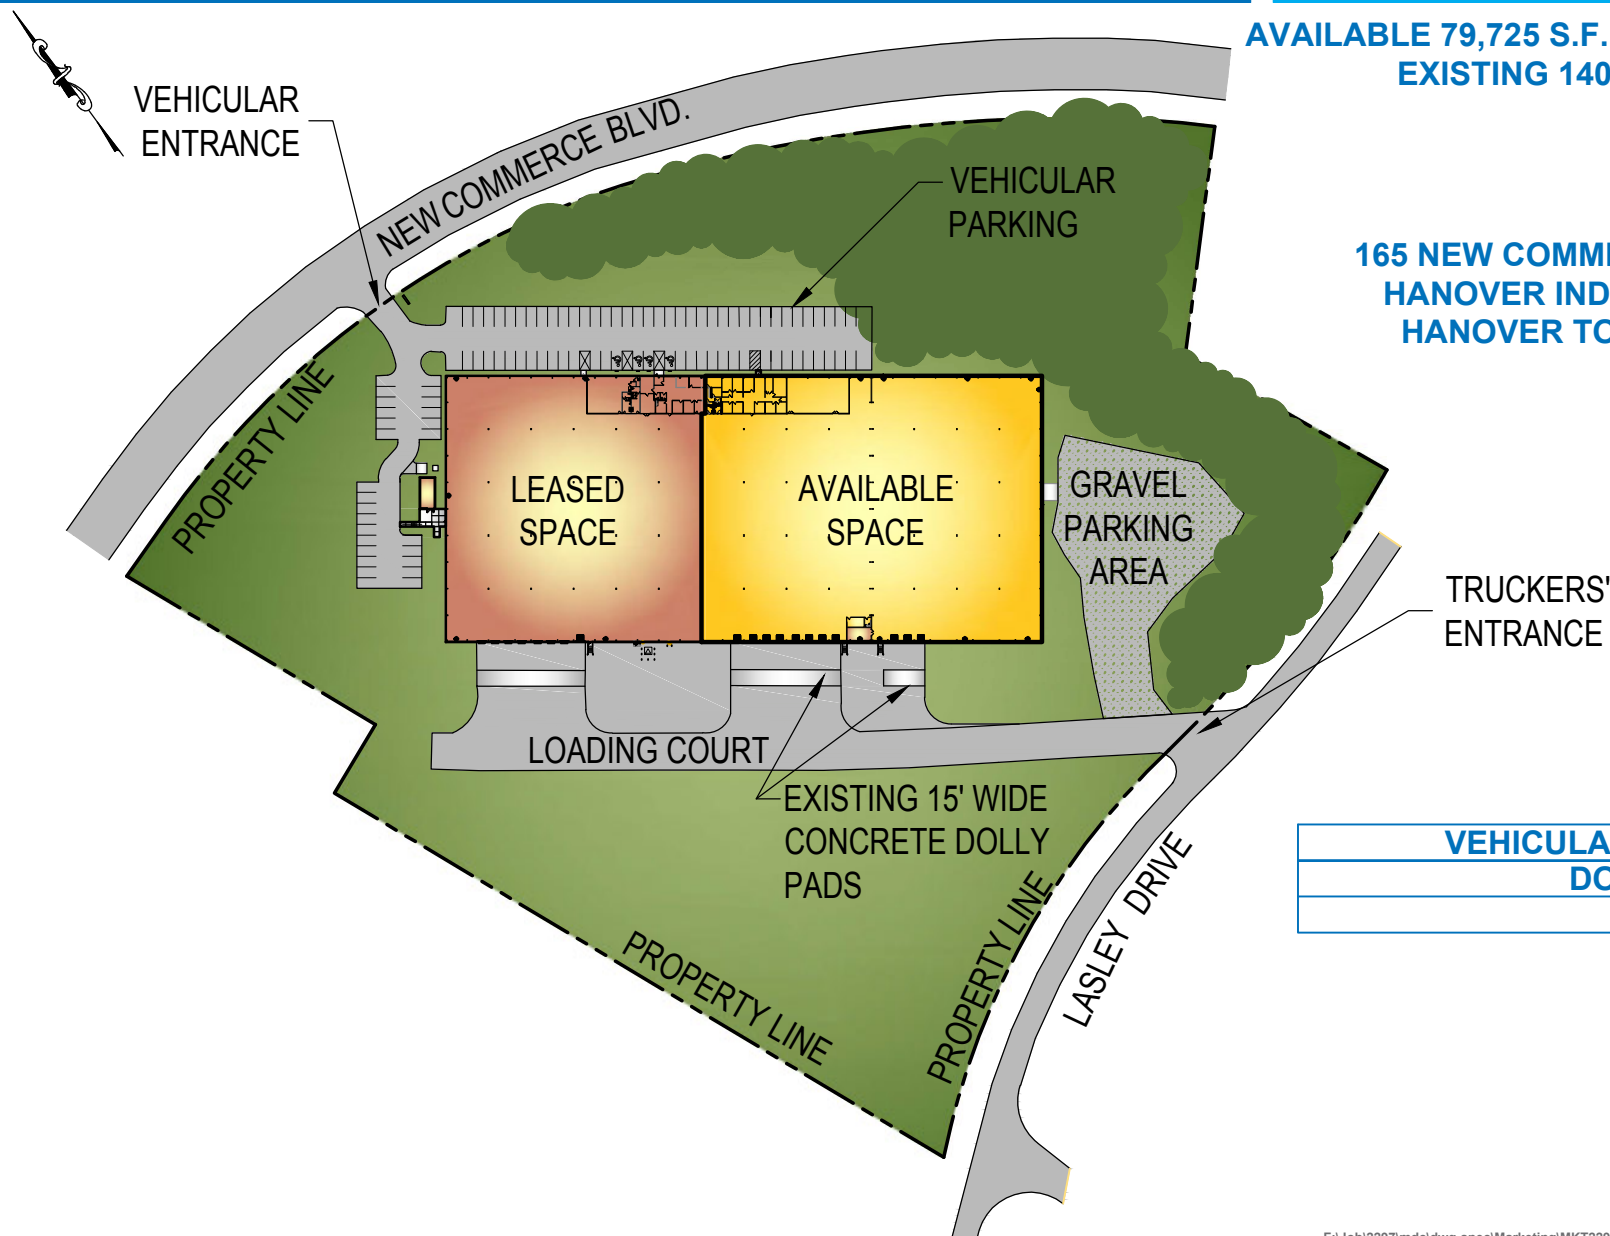 AVAILABLE 79,725 S.F.
EXISTING 140
VEHICULAR
ENTRANCE
NEW COMMERCE BLVD.
VEHICULAR
PARKING
165 NEW COMM
HANOVER IND
HANOVER TO
PROPERTY LINE
LEASED
SPACE
AVAILABLE
SPACE
GRAVEL
PARKING
AREA
TRUCKERS'
ENTRANCE
LOADING COURT
EXISTING 15' WIDE
CONCRETE DOLLY
PADS
VEHICULA
DO
PROPERTY LINE
PROPERTY LINE
LASLEY DRIVE